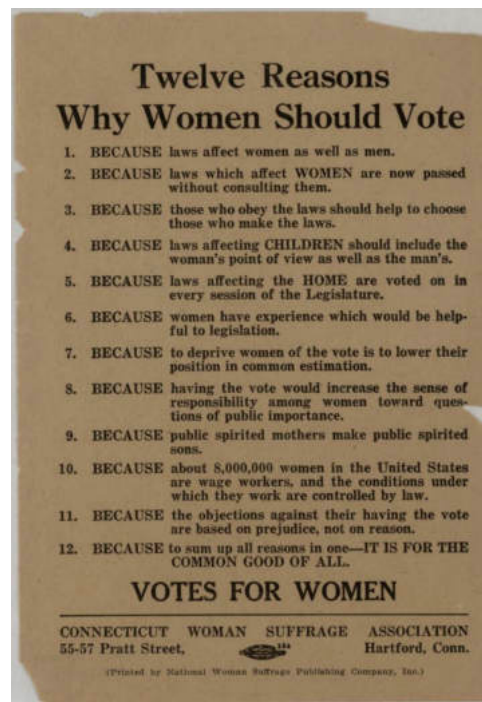 Twelve Reasons
Why Women Should Vote
1. BECAUSE laws affect women as well as men.
2. BECAUSE laws which affect WOMEN are now passed
without consulting them.
3. BECAUSE those who obey the laws should help to choose
those who make the laws.
4. BECAUSE laws affecting CHILDREN should include the
woman's point of view as well as the man's.
5. BECAUSE laws affecting the HOME are voted on in
every session of the Legislature.
6. BECAUSE women have experience which would be help-
ful to legislation.
7. BECAUSE to deprive women of the vote is to lower their
position in common estimation.
8. BECAUSE having the vote would increase the sense of
responsibility among women toward ques-
tions of public importance.
9. BECAUSE public spirited mothers make public spirited
sons.
10. BECAUSE about 8,000,000 women in the United States
are wage workers, and the conditions under
which they work are controlled by law.
11. BECAUSE the objections against their having the vote
are based on prejudice, not on reason.
12. BECAUSE to sum up all reasons in one—IT IS FOR THE
COMMON GOOD OF ALL.
VOTES FOR WOMEN
CONNECTICUT WOMAN SUFFRAGE ASSOCIATION
55-57 Pratt Street, Hartford, Conn.
(Printed by National Woman Suffrage Publishing Company, Inc.)